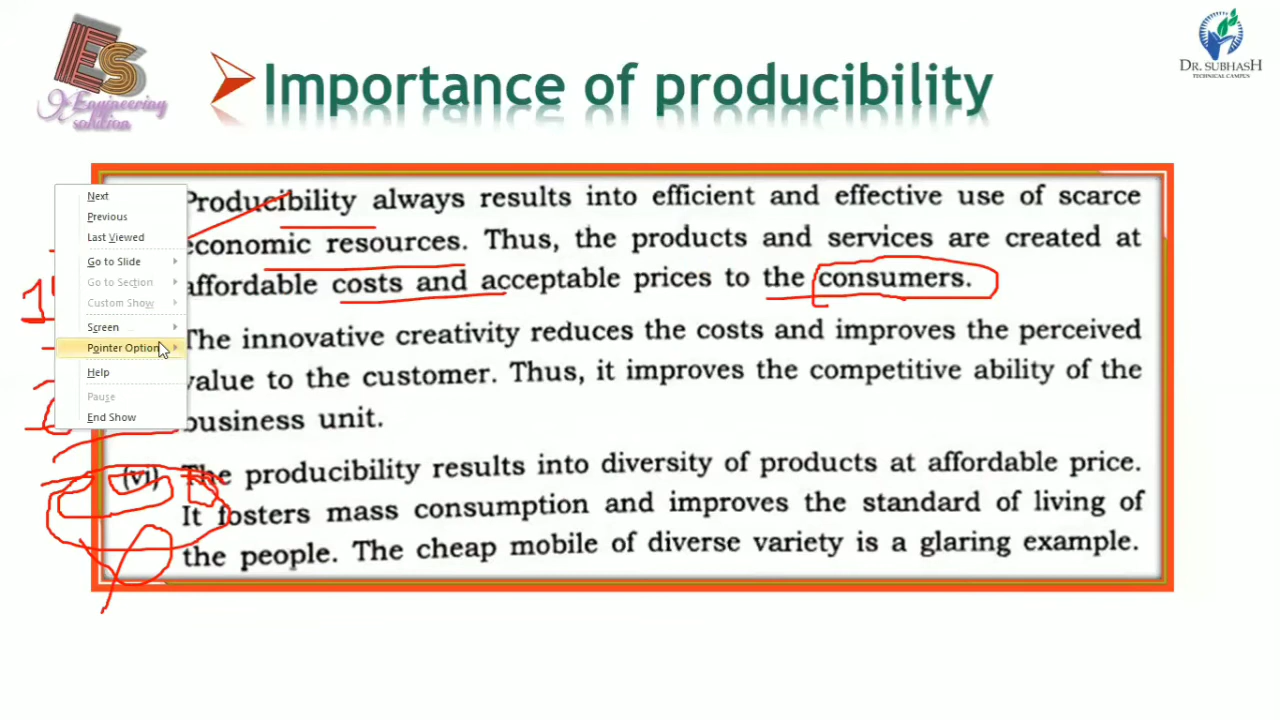 ES
Engineering
solution
DR. SUBHASH
TECHNICAL CAMPUS
Importance of producibility
Producibility always results into efficient and effective use of scarce
economic resources. Thus, the products and services are created at
affordable costs and acceptable prices to the consumers.
The innovative creativity reduces the costs and improves the perceived
value to the customer. Thus, it improves the competitive ability of the
business unit.
(vi) The producibility results into diversity of products at affordable price.
It fosters mass consumption and improves the standard of living of
the people. The cheap mobile of diverse variety is a glaring example.
Next
Previous
Last Viewed
Go to Slide
Go to Section
Custom Show
Screen
Pointer Option
Help
Pause
End Show